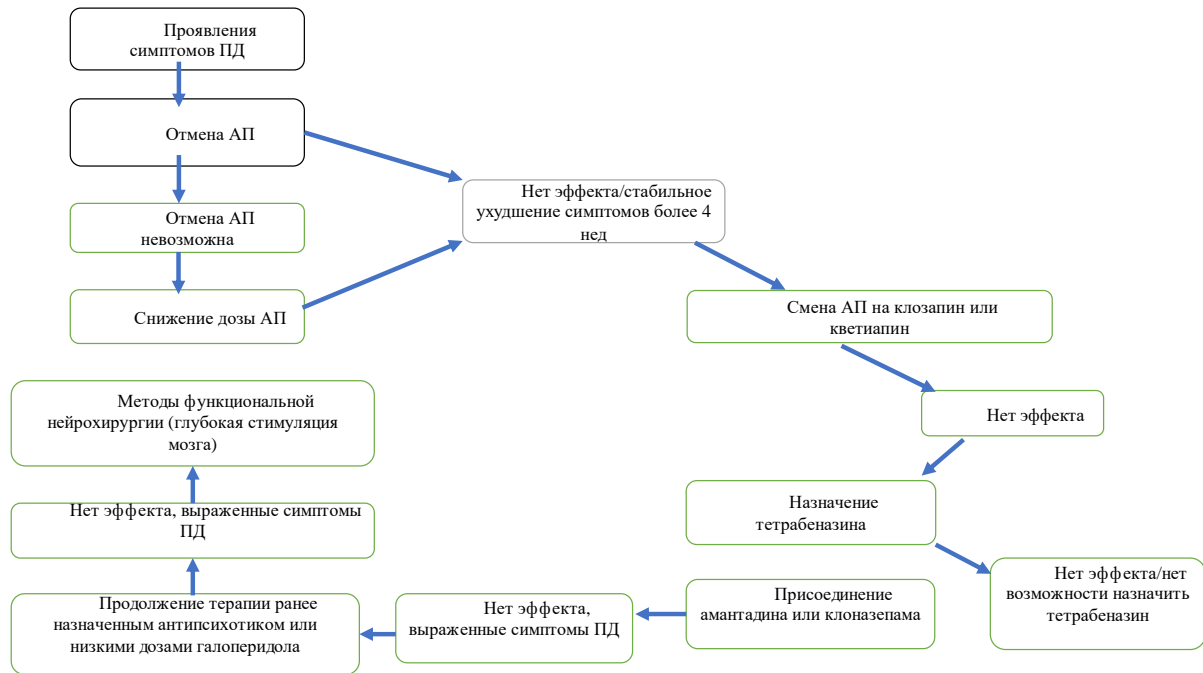 Проявления
симптомов ПД
Отмена АП
Отмена АП
невозможна
Снижение дозы АП
Нет эффекта/стабильное
ухудшение симптомов более 4
нед
Смена АП на клозапин или
кветиапин
Нет эффекта
Назначение
тетрабеназина
Нет эффекта/нет
возможности назначить
тетрабеназин
Присоединение
амантадина или клоназепама
Нет эффекта,
выраженные симптомы ПД
Продолжение терапии ранее
назначенным антипсихотиком или
низкими дозами галоперидола
Нет эффекта, выраженные симптомы
ПД
Методы функциональной
нейрохирургии (глубокая стимуляция
мозга)